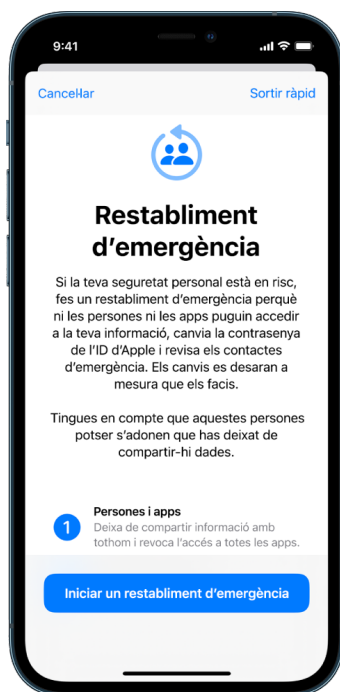 9:41
Cancel·lar
Sortir ràpid
Restabliment
d’emergència
Si la teva seguretat personal està en risc,
fes un restabliment d’emergència perquè
ni les persones ni les apps puguin accedir
a la teva informació, canvia la contrasenya
de l’ID d’Apple i revisa els contactes
d’emergència. Els canvis es desaran a
mesura que els facis.
Tingues en compte que aquestes persones
potser s’adonen que has deixat de
compartir-hi dades.
1
Persones i apps
Deixa de compartir informació amb
tothom i revoca l’accés a totes les apps.
Iniciar un restabliment d’emergència